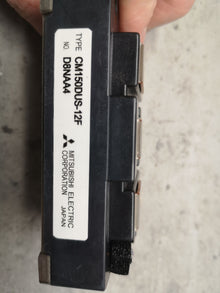 TYPE CM150DUS-12F
NO. D8NAA4
MITSUBISHI ELECTRIC
CORPORATION JAPAN